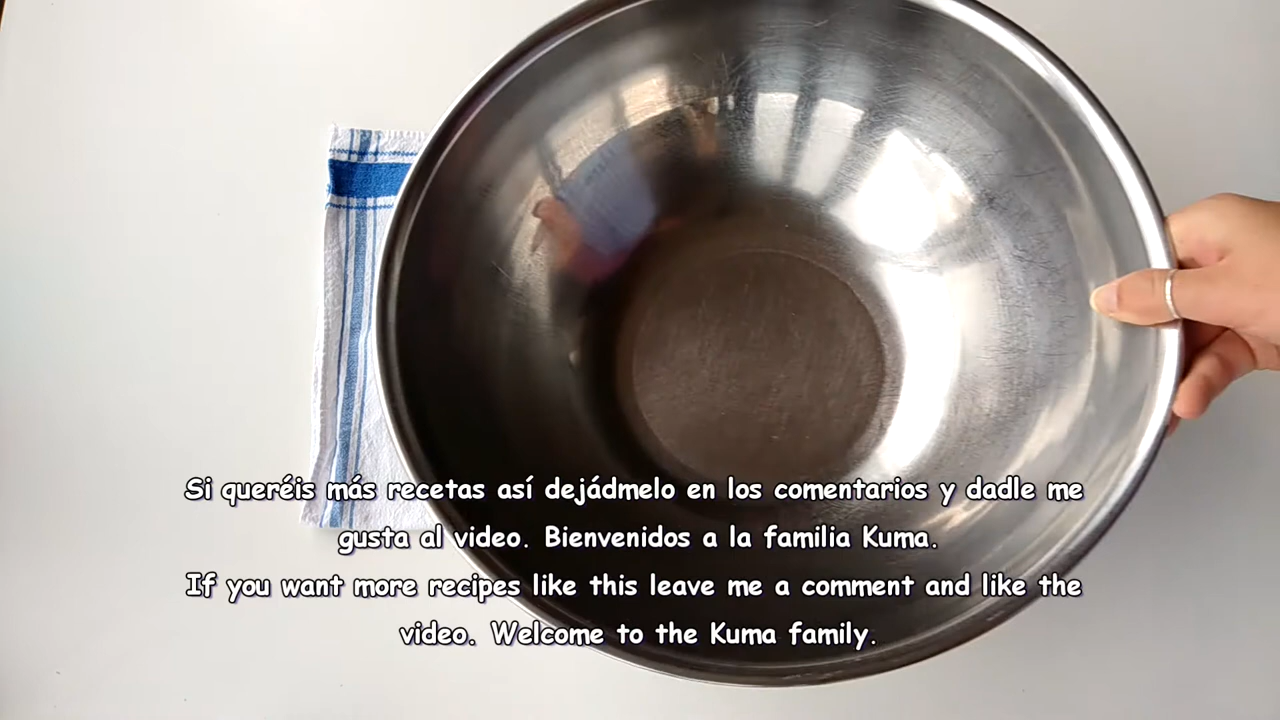 Si queréis más recetas así dejádmelo en los comentarios y dadle me
gusta al video. Bienvenidos a la familia Kuma.
If you want more recipes like this leave me a comment and like the
video. Welcome to the Kuma family.